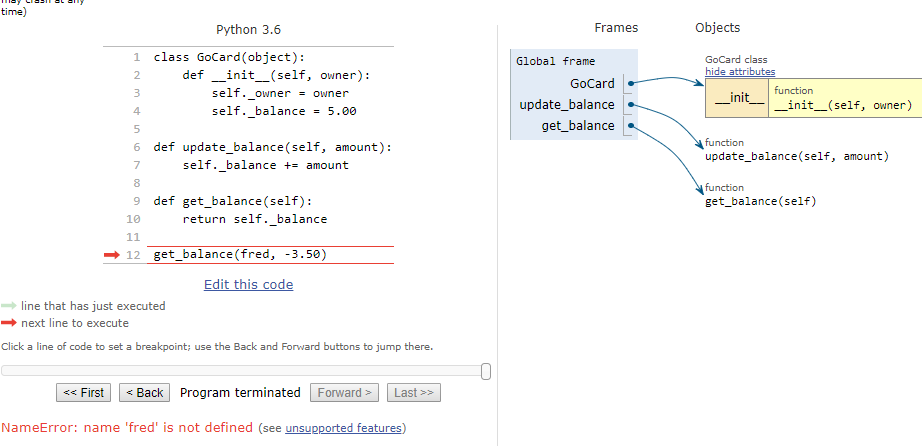 may crash at any
time)
Python 3.6
1 class GoCard(object):
2     def __init__(self, owner):
3         self._owner = owner
4         self._balance = 5.00
5
6 def update_balance(self, amount):
7     self._balance += amount
8
9 def get_balance(self):
10     return self._balance
11
12 get_balance(fred, -3.50)
Edit this code
line that has just executed
next line to execute
Click a line of code to set a breakpoint; use the Back and Forward buttons to jump there.
<< First < Back Program terminated Forward > Last >>
NameError: name 'fred' is not defined (see unsupported features)
Frames Objects
Global frame
GoCard
update_balance
get_balance
GoCard class
hide attributes
__init__
function
__init__(self, owner)
function
update_balance(self, amount)
function
get_balance(self)